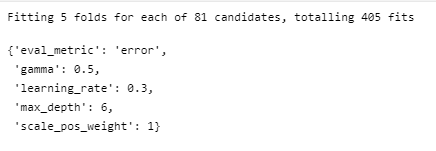 Fitting 5 folds for each of 81 candidates, totalling 405 fits
{'eval_metric': 'error',
 'gamma': 0.5,
 'learning_rate': 0.3,
 'max_depth': 6,
 'scale_pos_weight': 1}